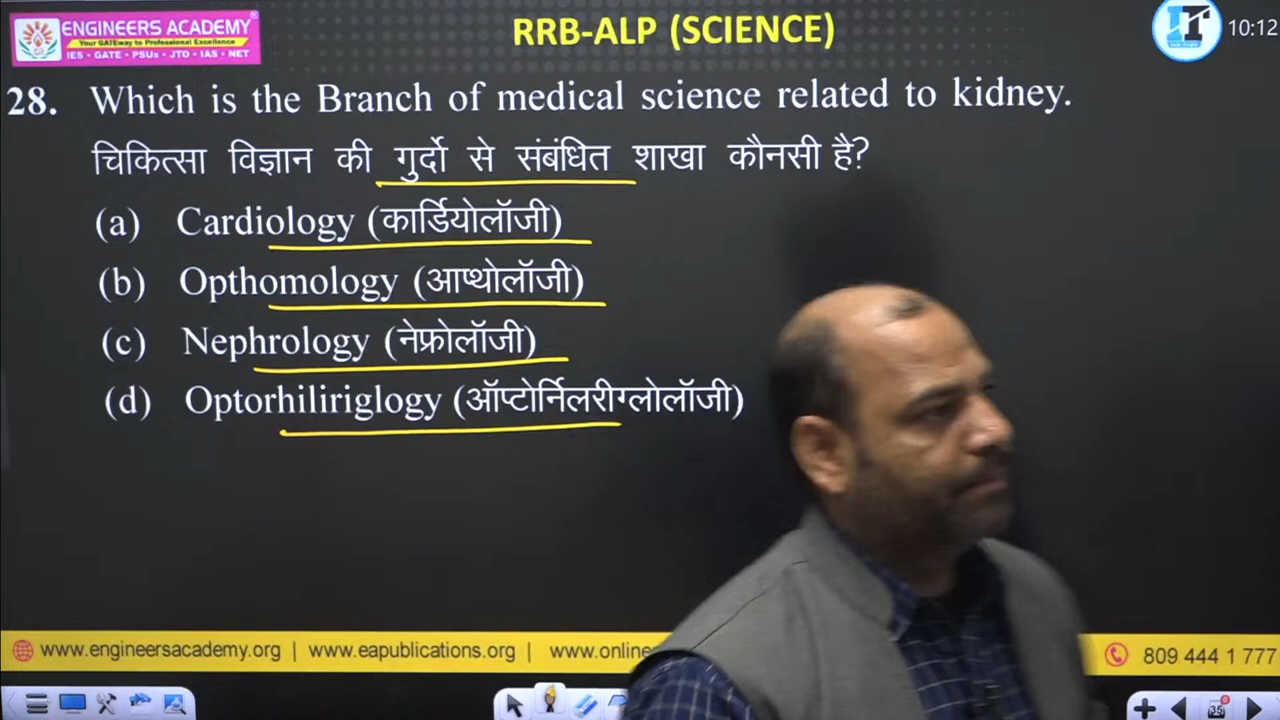 ENGINEERS ACADEMY
Your GATEway to Professional Excellence
IES • GATE • PSUs • JTO • IAS • NET
RRB-ALP (SCIENCE)
10:12
28. Which is the Branch of medical science related to kidney.
चिकित्सा विज्ञान की गुर्दो से संबंधित शाखा कौनसी है?
(a) Cardiology (कार्डियोलॉजी)
(b) Opthomology (आप्थोलॉजी)
(c) Nephrology (नेफ्रोलॉजी)
(d) Optorhiliriglogy (ऑप्टोर्निलरीग्लोलॉजी)
www.engineersacademy.org | www.eapublications.org | www.online
809 444 1 777
35